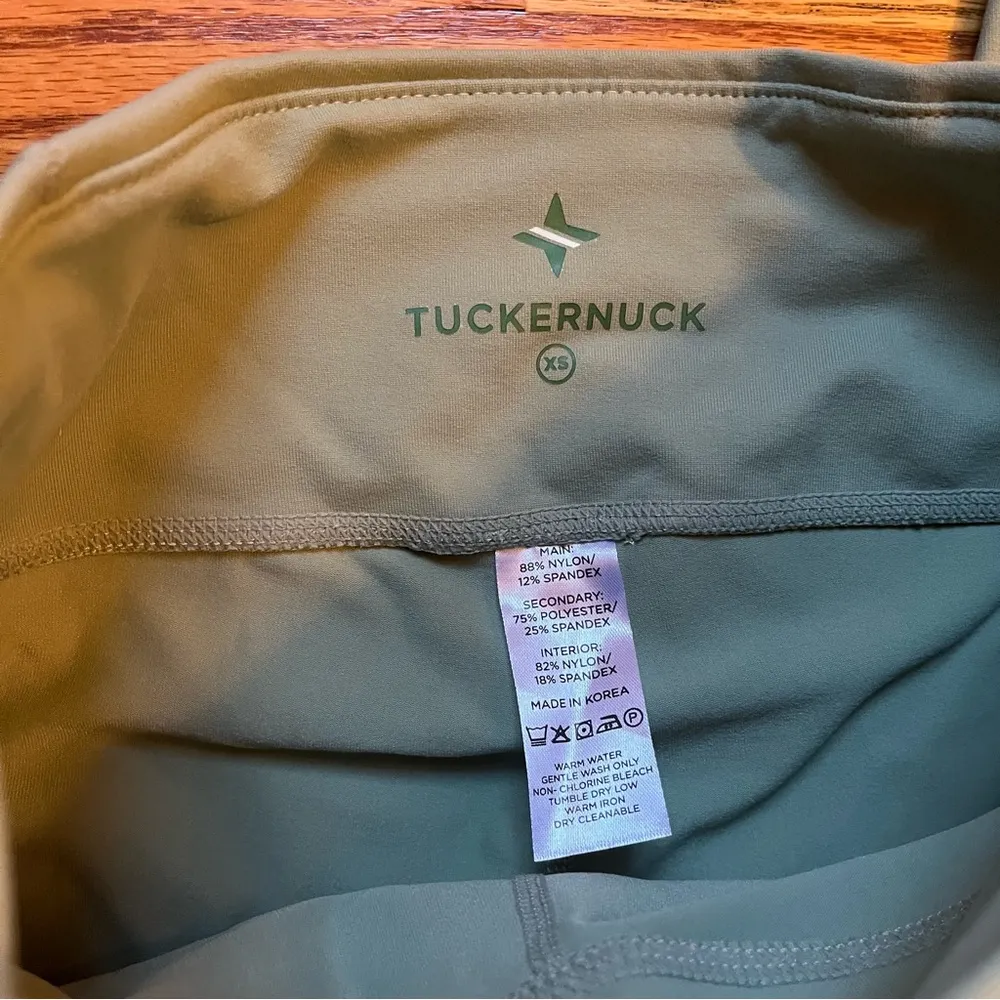 TUCKERNUCK
XS
MAIN:
88% NYLON/
12% SPANDEX
SECONDARY:
75% POLYESTER/
25% SPANDEX
INTERIOR:
82% NYLON/
18% SPANDEX
MADE IN KOREA
P
WARM WATER
GENTLE WASH ONLY
NON-CHLORINE BLEACH
TUMBLE DRY LOW
WARM IRON
DRY CLEANABLE